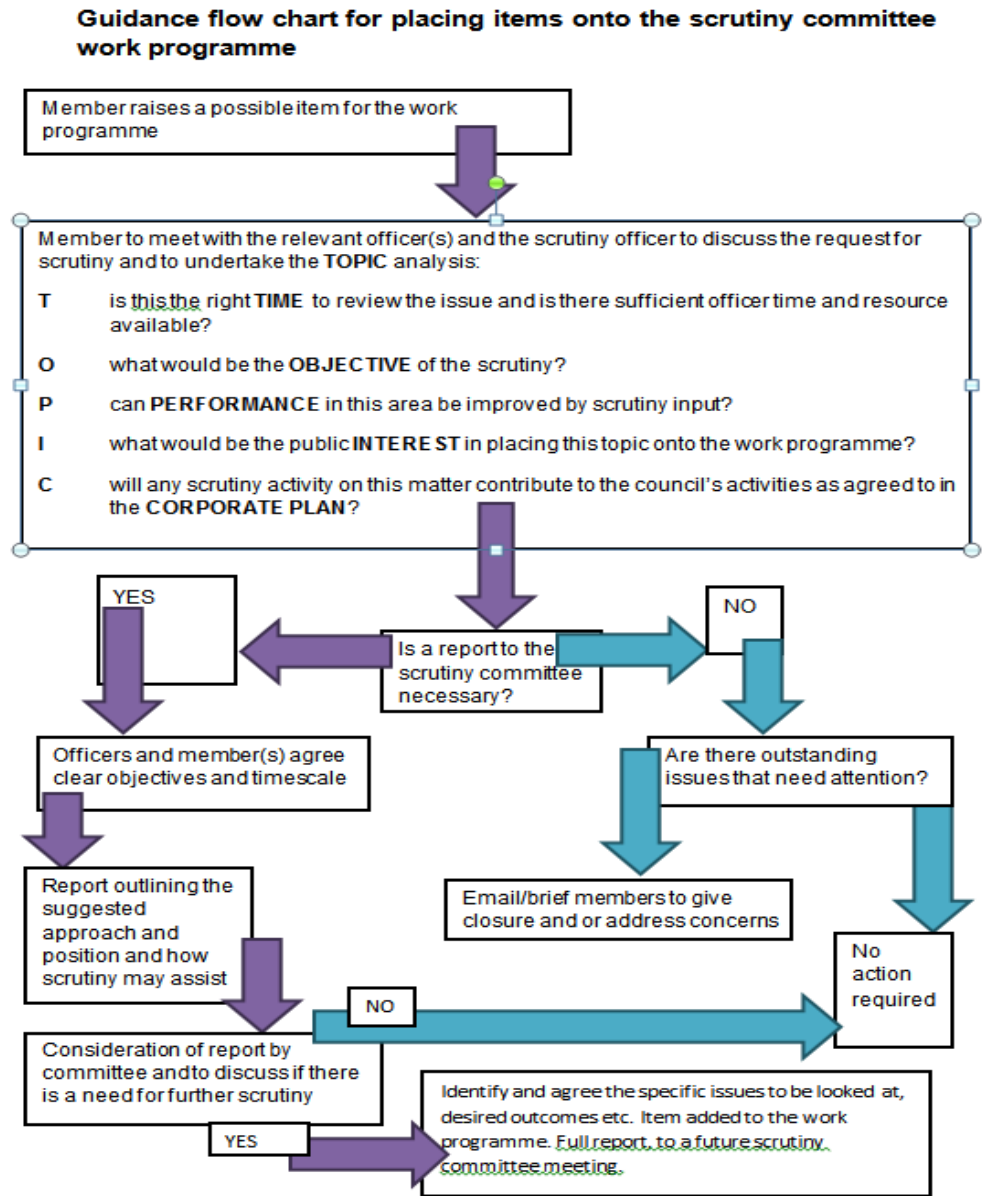 Guidance flow chart for placing items onto the scrutiny committee
work programme
Member raises a possible item for the work
programme
Member to meet with the relevant officer(s) and the scrutiny officer to discuss the request for
scrutiny and to undertake the TOPIC analysis:
T is this the right TIME to review the issue and is there sufficient officer time and resource
available?
O what would be the OBJECTIVE of the scrutiny?
P can PERFORMANCE in this area be improved by scrutiny input?
I what would be the public INTEREST in placing this topic onto the work programme?
C will any scrutiny activity on this matter contribute to the council's activities as agreed to in
the CORPORATE PLAN?
YES
NO
Is a report to the
scrutiny committee
necessary?
Officers and member(s) agree
clear objectives and timescale
Are there outstanding
issues that need attention?
Report outlining the
suggested
approach and
position and how
scrutiny may assist
Email/brief members to give
closure and or address concerns
No
action
required
NO
Consideration of report by
committee and to discuss if there
is a need for further scrutiny
YES
Identify and agree the specific issues to be looked at,
desired outcomes etc. Item added to the work
programme. Full report, to a future scrutiny
committee meeting.